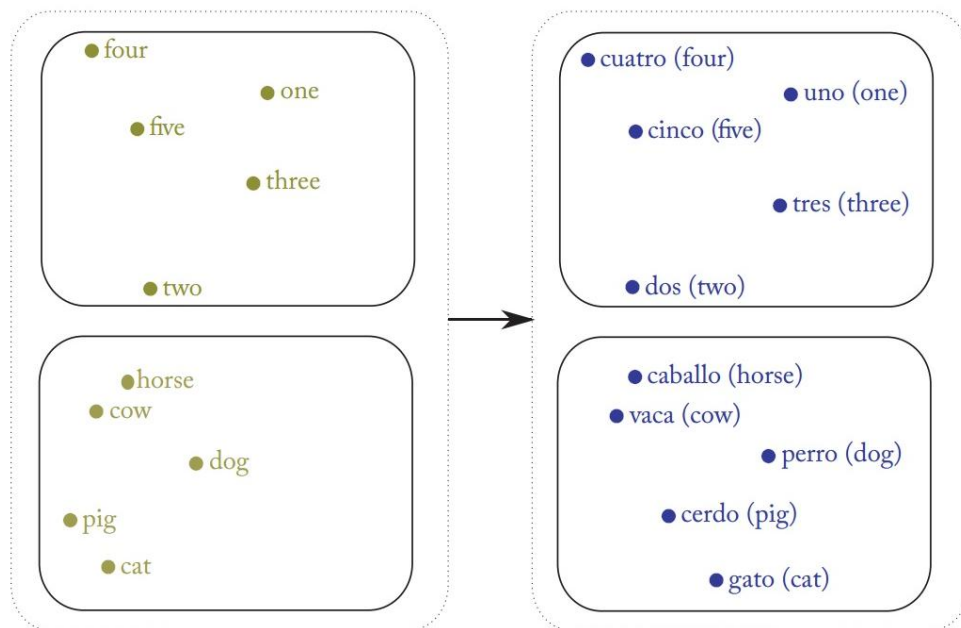 four
one
five
three
two
horse
cow
dog
pig
cat
cuatro (four)
uno (one)
cinco (five)
tres (three)
dos (two)
caballo (horse)
vaca (cow)
perro (dog)
cerdo (pig)
gato (cat)